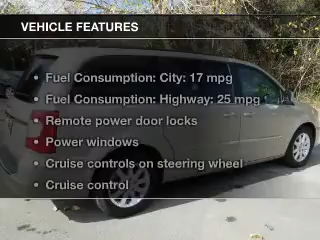 VEHICLE FEATURES
• Fuel Consumption: City: 17 mpg
• Fuel Consumption: Highway: 25 mpg
• Remote power door locks
• Power windows
• Cruise controls on steering wheel
• Cruise control